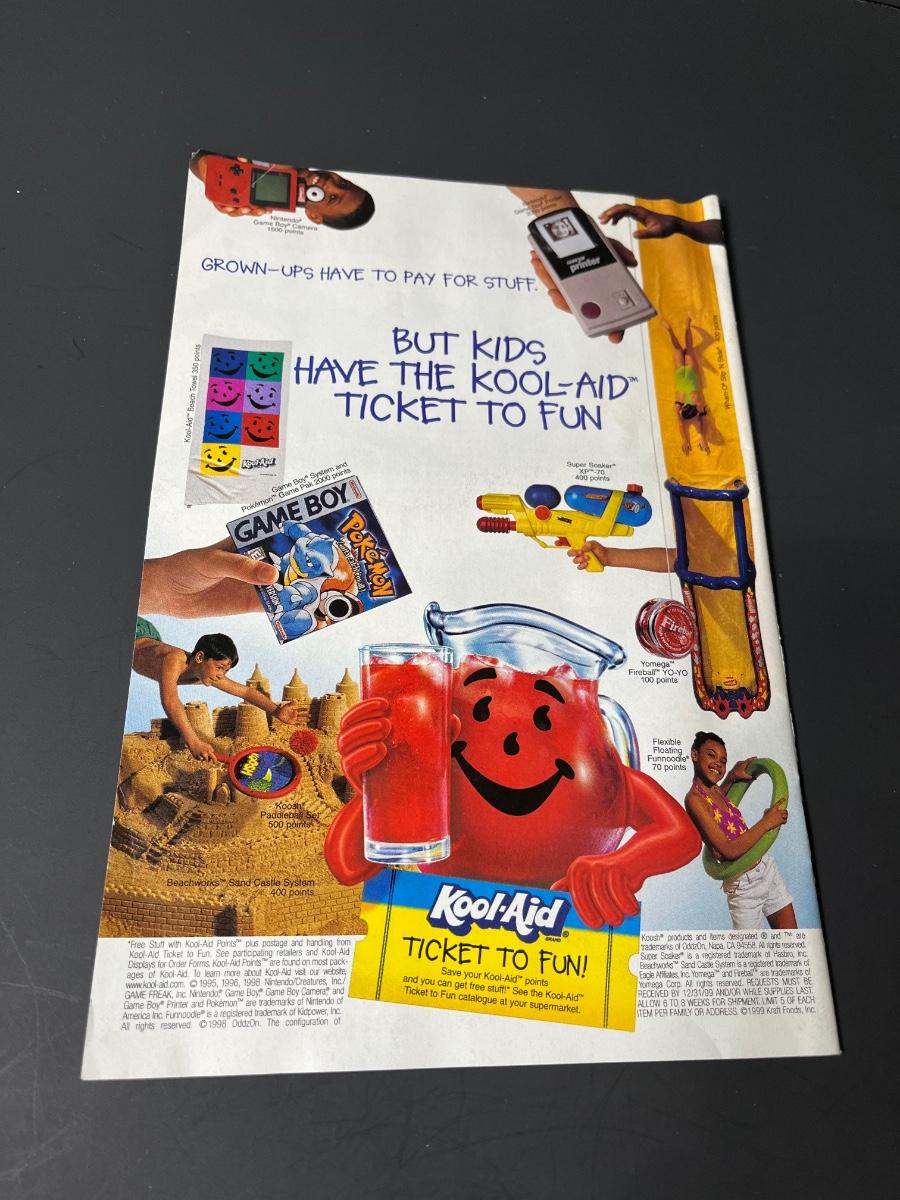 Nintendo®
Game Boy® Camera
1500 points
GROWN-UPS HAVE TO PAY FOR STUFF.
GAME BOY
printer
BUT KIDS
HAVE THE KOOL-AID™
TICKET TO FUN
Kool-Aid™ Beach Towel 350 points
Kool-Aid
Wham-O® Slip 'N Slide® 400 points
Game Boy® System and
Pokémon™ Game Pak 2000 points
GAME BOY
POKéMON
VERSION
Super Soaker®
XP™-70
400 points
Fireball
Yomega™
Fireball™ YO-YO
100 points
Flexible
Floating
Funnoodle®
70 points
KOOSH
Koosh®
Paddleball Set
500 points
Beachworks™ Sand Castle System
400 points
Kool-Aid®
BRAND
TICKET TO FUN!
Save your Kool-Aid™ points
and you can get free stuff!* See the Kool-Aid™
Ticket to Fun catalogue at your supermarket.
*Free Stuff with Kool-Aid Points™ plus postage and handling from
Kool-Aid Ticket to Fun. See participating retailers and Kool-Aid
Displays for Order Forms. Kool-Aid Points™ are found on most pack-
ages of Kool-Aid. To learn more about Kool-Aid visit our website,
www.kool-aid.com. ©1995, 1996, 1998 Nintendo/Creatures, Inc./
GAME FREAK, Inc. Nintendo® Game Boy® Game Boy Camera® and
Game Boy® Printer and Pokémon™ are trademarks of Nintendo of
America Inc. Funnoodle® is a registered trademark of Kidpower, Inc.
All rights reserved. ©1998 OddzOn. The configuration of
Koosh® products and items designated ® and ™ are
trademarks of OddzOn, Napa, CA 94558. All rights reserved.
Super Soaker® is a registered trademark of Hasbro, Inc.
Beachworks™ Sand Castle System is a registered trademark of
Eagle Affiliates, Inc. Yomega™ and Fireball™ are trademarks of
Yomega Corp. All rights reserved. REQUESTS MUST BE
RECEIVED BY 12/31/99 AND/OR WHILE SUPPLIES LAST.
ALLOW 6 TO 8 WEEKS FOR SHIPMENT. LIMIT 5 OF EACH
ITEM PER FAMILY OR ADDRESS. ©1999 Kraft Foods, Inc.